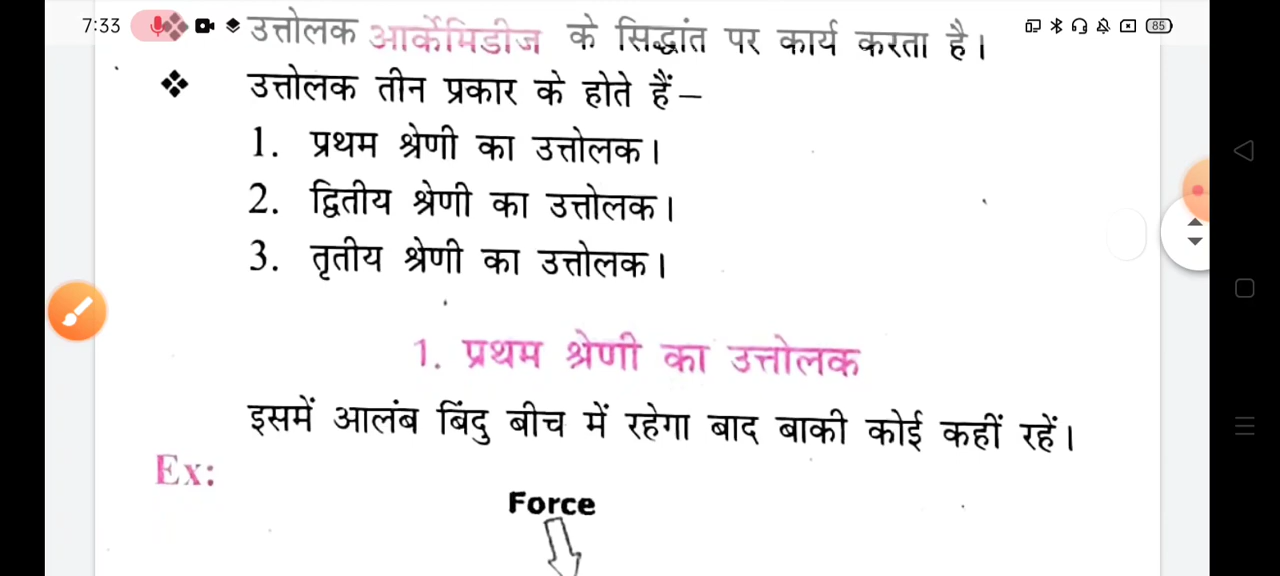 7:33
85
❖ उत्तोलक आर्केमिडीज के सिद्धांत पर कार्य करता है।
❖ उत्तोलक तीन प्रकार के होते हैं –
1. प्रथम श्रेणी का उत्तोलक।
2. द्वितीय श्रेणी का उत्तोलक।
3. तृतीय श्रेणी का उत्तोलक।
1. प्रथम श्रेणी का उत्तोलक
इसमें आलंब बिंदु बीच में रहेगा बाद बाकी कोई कहीं रहें।
Ex:
Force